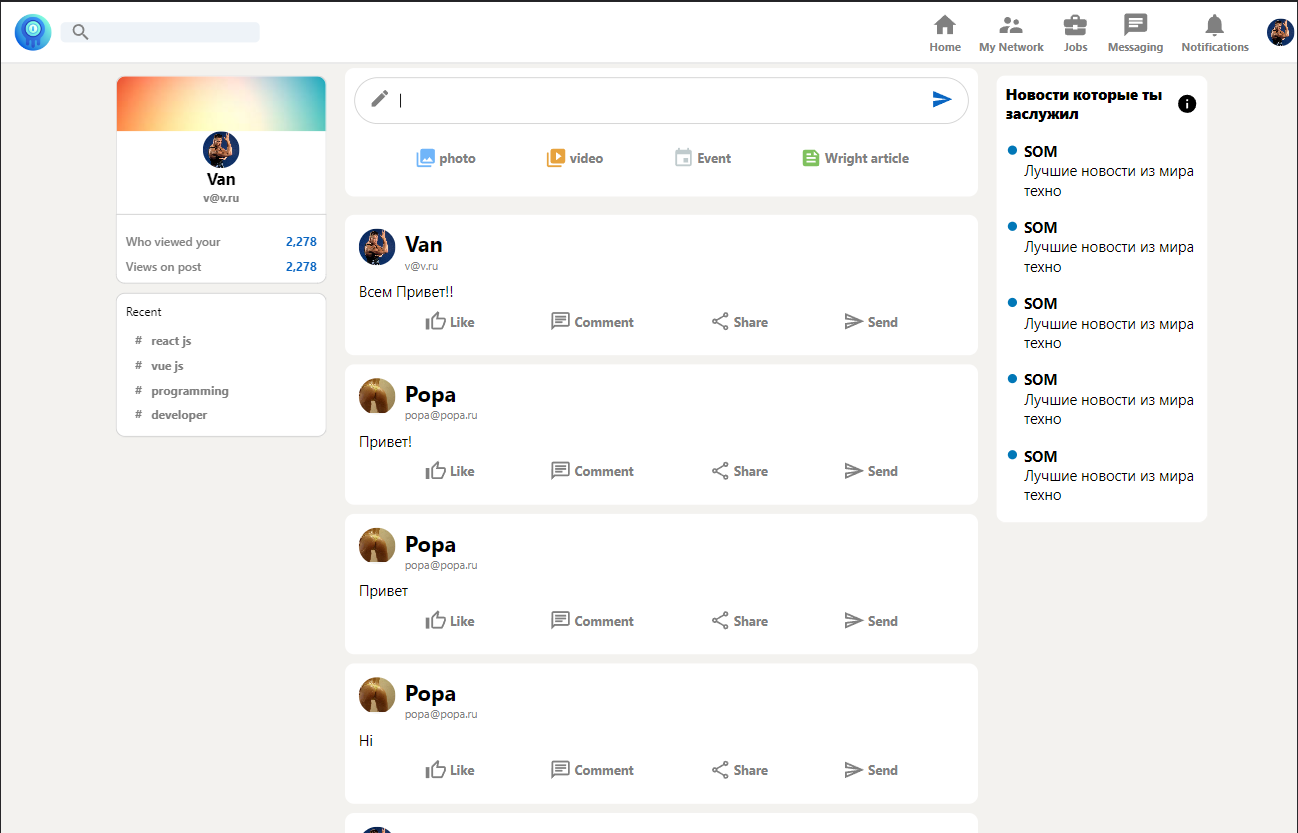 Home
My Network
Jobs
Messaging
Notifications
Van
v@v.ru
Who viewed your 2,278
Views on post 2,278
Recent
# react js
# vue js
# programming
# developer
photo
video
Event
Wright article
Van
v@v.ru
Всем Привет!!
Like
Comment
Share
Send
Popa
popa@popa.ru
Привет!
Like
Comment
Share
Send
Popa
popa@popa.ru
Привет
Like
Comment
Share
Send
Popa
popa@popa.ru
Hi
Like
Comment
Share
Send
Новости которые ты
заслужил
SOM
Лучшие новости из мира
техно
SOM
Лучшие новости из мира
техно
SOM
Лучшие новости из мира
техно
SOM
Лучшие новости из мира
техно
SOM
Лучшие новости из мира
техно